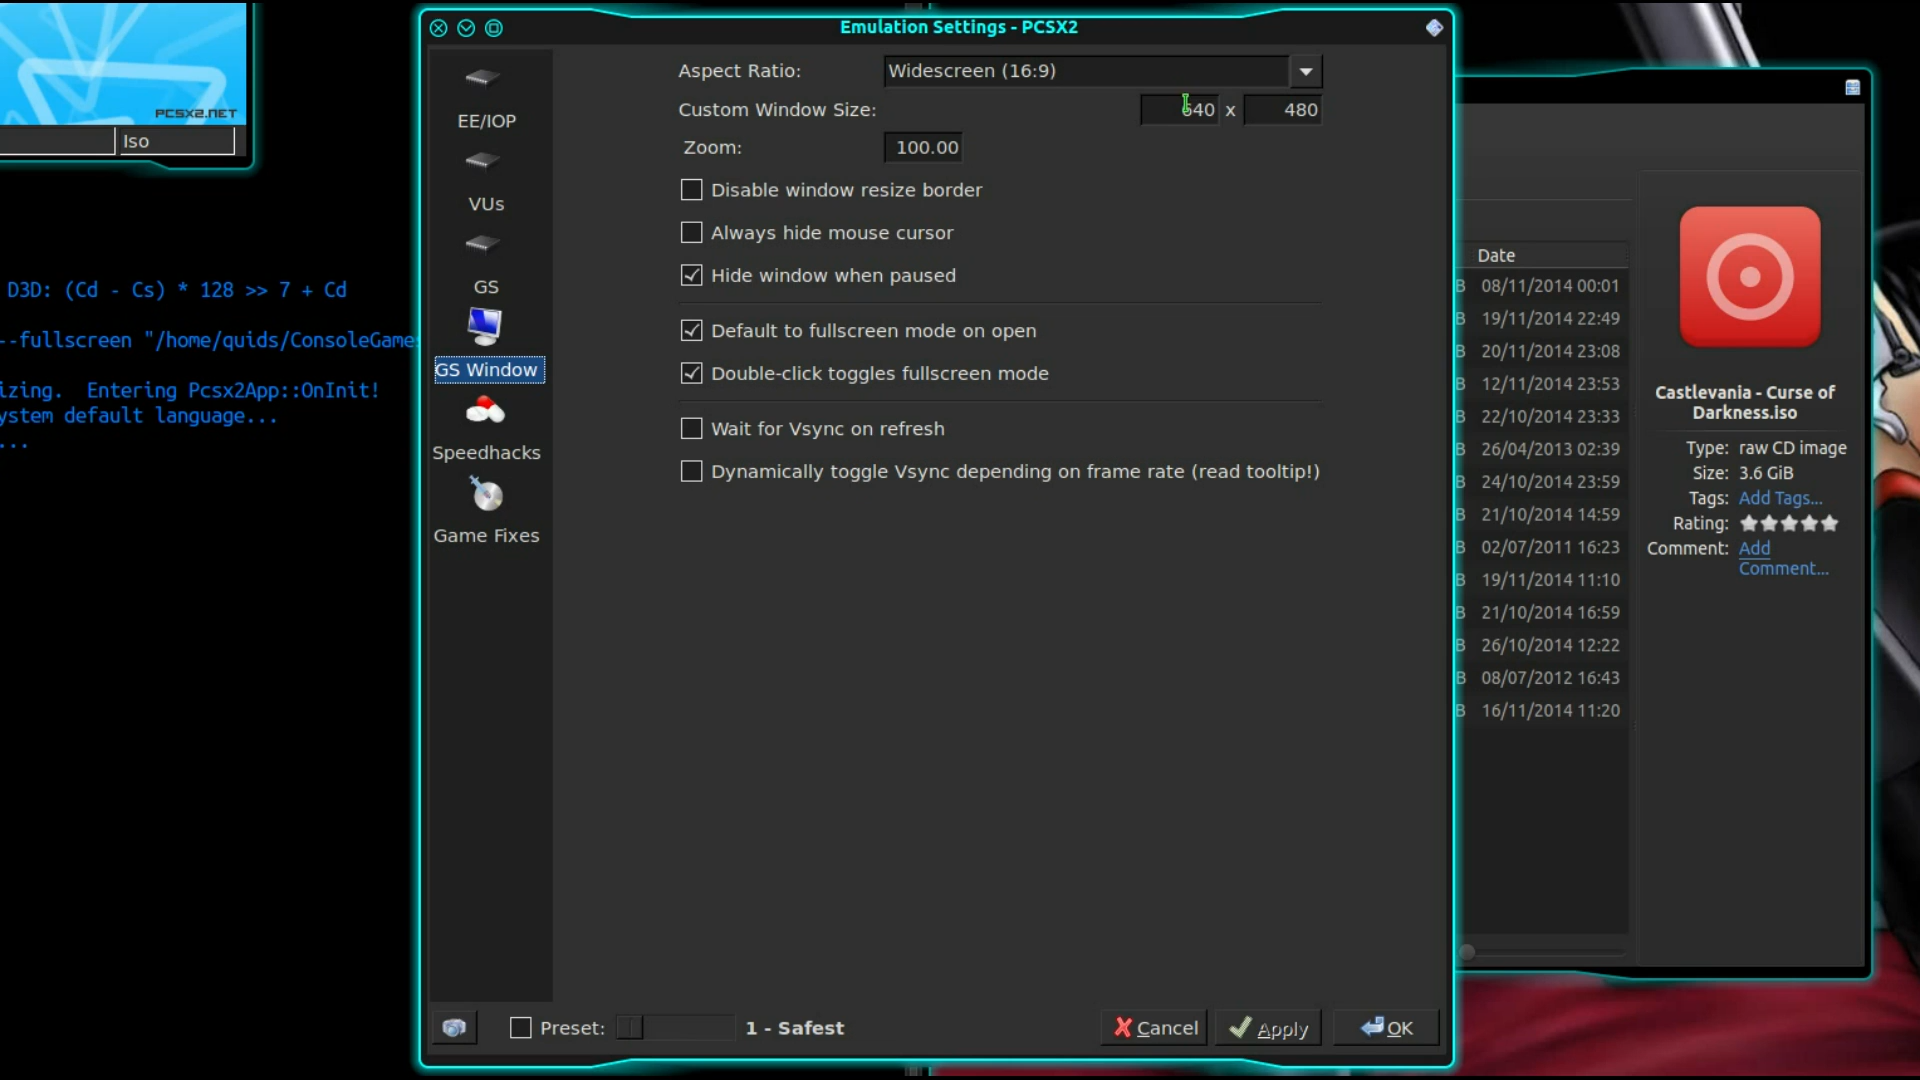 PCSX2.NET
Iso
D3D: (Cd - Cs) * 128 >> 7 + Cd
--fullscreen "/home/quids/ConsoleGame
izing.  Entering Pcsx2App::OnInit!
ystem default language...
...
Emulation Settings - PCSX2
EE/IOP
VUs
GS
GS Window
Speedhacks
Game Fixes
Aspect Ratio: Widescreen (16:9)
Custom Window Size: 640 x 480
Zoom: 100.00
Disable window resize border
Always hide mouse cursor
Hide window when paused
Default to fullscreen mode on open
Double-click toggles fullscreen mode
Wait for Vsync on refresh
Dynamically toggle Vsync depending on frame rate (read tooltip!)
Preset: 1 - Safest
Cancel Apply OK
Date
B 08/11/2014 00:01
B 19/11/2014 22:49
B 20/11/2014 23:08
B 12/11/2014 23:53
B 22/10/2014 23:33
B 26/04/2013 02:39
B 24/10/2014 23:59
B 21/10/2014 14:59
B 02/07/2011 16:23
B 19/11/2014 11:10
B 21/10/2014 16:59
B 26/10/2014 12:22
B 08/07/2012 16:43
B 16/11/2014 11:20
Castlevania - Curse of
Darkness.iso
Type: raw CD image
Size: 3.6 GiB
Tags: Add Tags...
Rating:
Comment: Add
Comment...